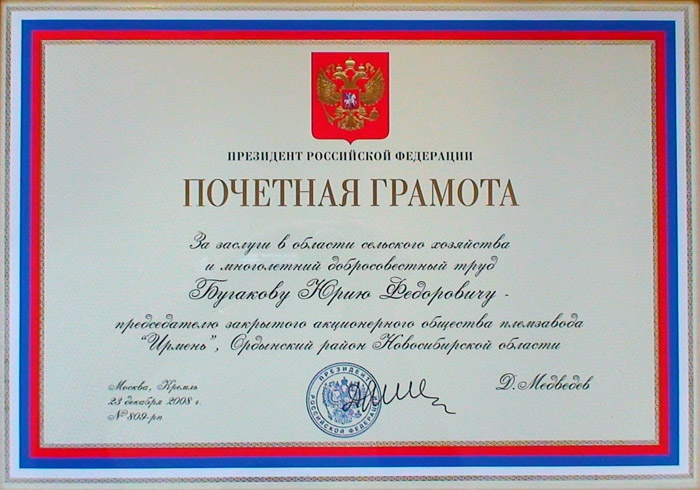 ПРЕЗИДЕНТ РОССИЙСКОЙ ФЕДЕРАЦИИ
ПОЧЕТНАЯ ГРАМОТА
За заслуги в области сельского хозяйства
и многолетний добросовестный труд
Бугакову Юрию Федоровичу -
председателю закрытого акционерного общества племзавода
"Ирмень", Ордынский район Новосибирской области
Москва, Кремль
23 декабря 2008 г.
№ 809-рп
ПРЕЗИДЕНТ
РОССИЙСКОЙ ФЕДЕРАЦИИ
Д. Медведев